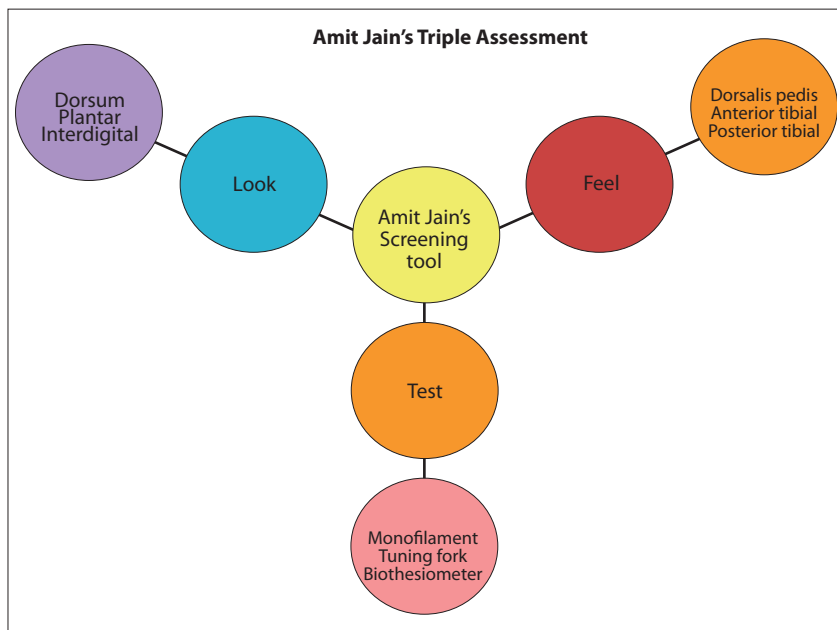 Amit Jain's Triple Assessment
Dorsum
Plantar
Interdigital
Look
Amit Jain's
Screening
tool
Feel
Dorsalis pedis
Anterior tibial
Posterior tibial
Test
Monofilament
Tuning fork
Biothesiometer